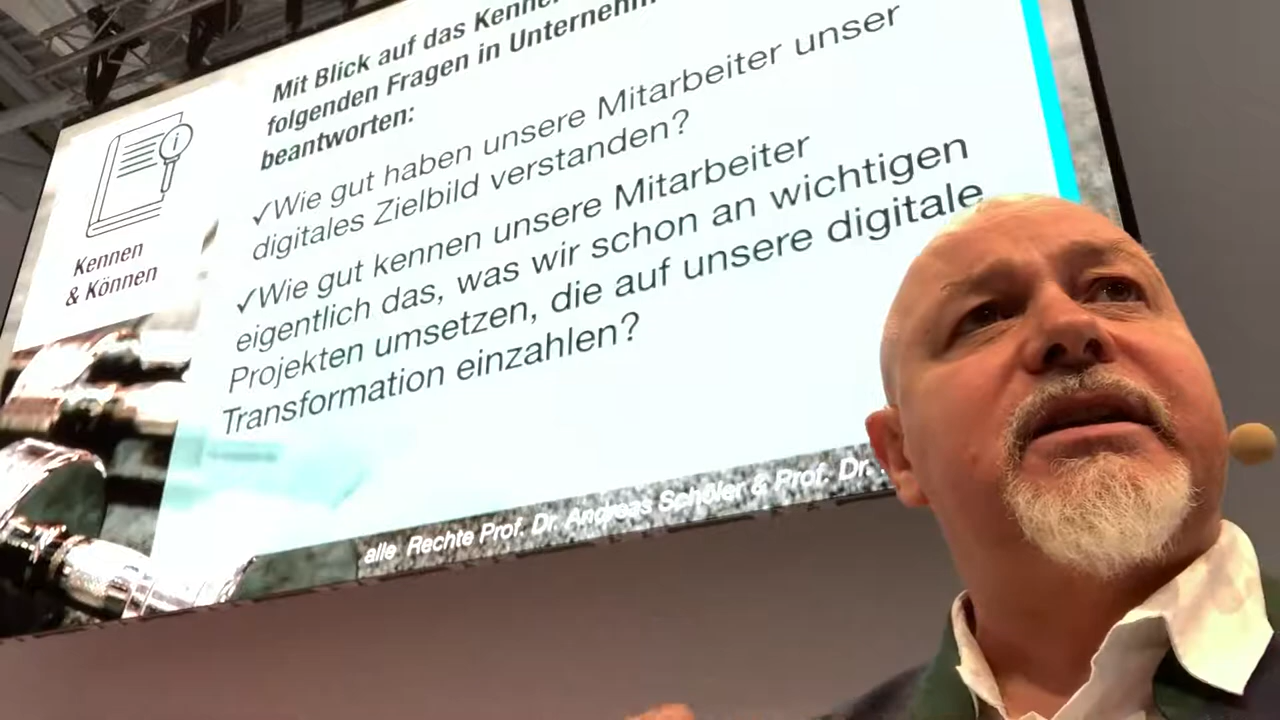 Mit Blick auf das
folgenden Fragen in
beantworten:
✓Wie gut haben unsere Mitarbeiter unser
digitales Zielbild verstanden?
✓Wie gut kennen unsere Mitarbeiter
eigentlich das, was wir schon an wichtigen
Projekten umsetzen, die auf unsere digitale
Transformation einzahlen?
i
Kennen
& Können
alle Rechte Prof. Dr. Andreas Schöler & Prof. Dr.